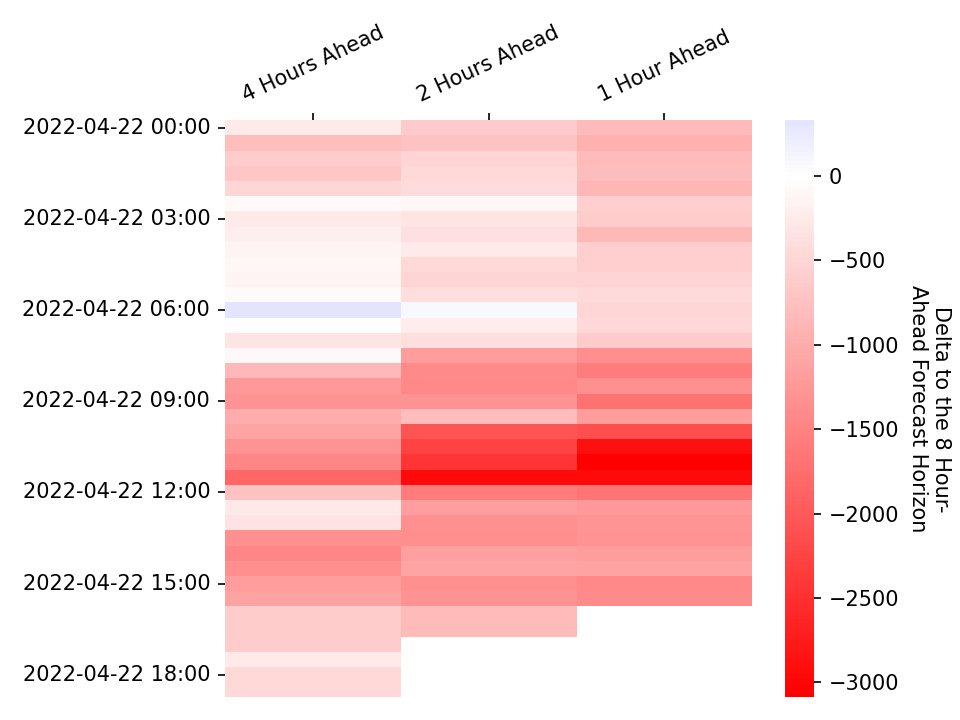 4 Hours Ahead
2 Hours Ahead
1 Hour Ahead
2022-04-22 00:00
2022-04-22 03:00
2022-04-22 06:00
2022-04-22 09:00
2022-04-22 12:00
2022-04-22 15:00
2022-04-22 18:00
0
−500
−1000
−1500
−2000
−2500
−3000
Delta to the 8 Hour-
Ahead Forecast Horizon